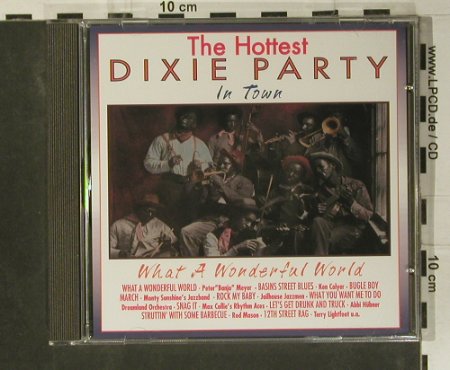 10 cm
The Hottest
DIXIE PARTY
In Town
What A Wonderful World
WHAT A WONDERFUL WORLD - Peter "Banjo" Meyer - BASINS STREET BLUES - Ken Colyer - BUGLE BOY
MARCH - Monty Sunshine's Jazzband - ROCK MY BABY - Jailhouse Jazzmen - WHAT YOU WANT ME TO DO
Dreamland Orchestra - SNAG IT - Max Collie's Rhythm Aces - LET'S GET DRUNK AND TRUCK - Abbi Hübner
STRUTTIN' WITH SOME BARBECUE - Rod Mason - 12TH STREET RAG - Terry Lightfoot u.a.
www.LPCD.de / CD
10 cm